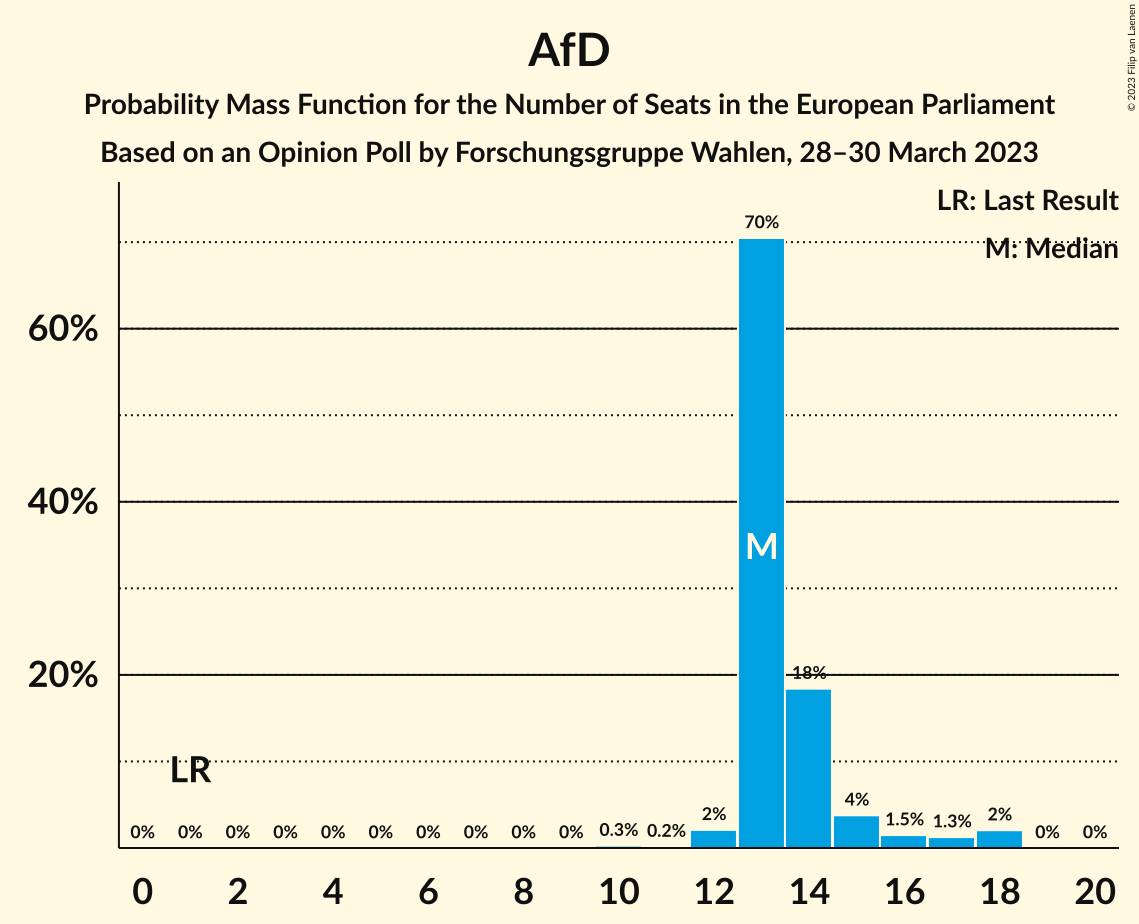 AfD
Probability Mass Function for the Number of Seats in the European Parliament
Based on an Opinion Poll by Forschungsgruppe Wahlen, 28–30 March 2023
© 2023 Filip van Laenen
LR: Last Result
M: Median
70%
60%
40%
M
20%
18%
LR
0% 0% 0% 0% 0% 0% 0% 0% 0% 0% 0.3% 0.2% 2% 4% 1.5% 1.3% 2% 0% 0%
0 2 4 6 8 10 12 14 16 18 20